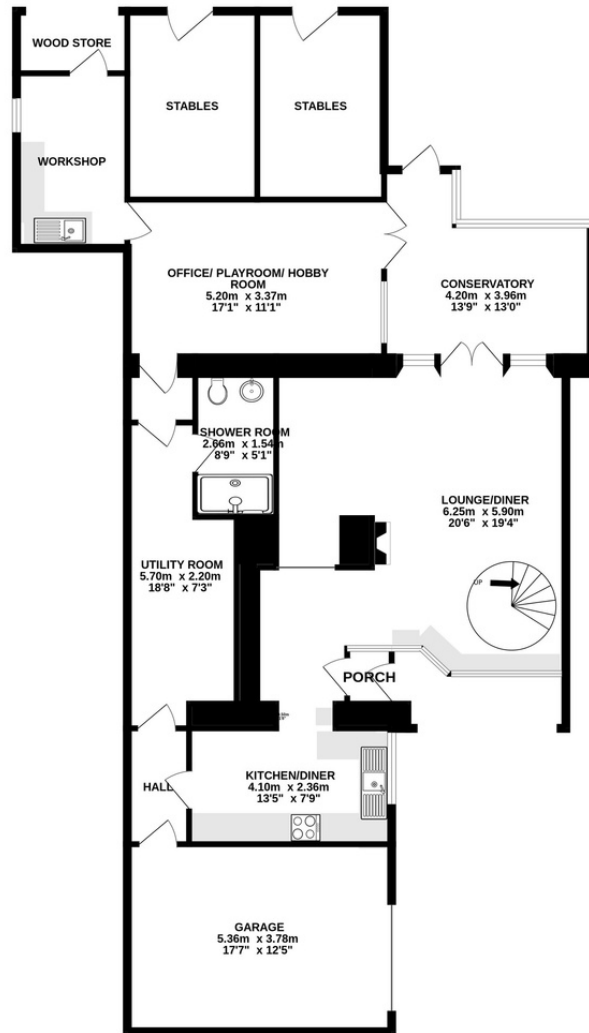 WOOD STORE
STABLES
STABLES
WORKSHOP
OFFICE/ PLAYROOM/ HOBBY
ROOM
5.20m x 3.37m
17'1" x 11'1"
CONSERVATORY
4.20m x 3.96m
13'9" x 13'0"
SHOWER ROOM
2.66m x 1.54m
8'9" x 5'1"
LOUNGE/DINER
6.25m x 5.90m
20'6" x 19'4"
UTILITY ROOM
5.70m x 2.20m
18'8" x 7'3"
UP
PORCH
KITCHEN/DINER
4.10m x 2.36m
13'5" x 7'9"
HALL
GARAGE
5.36m x 3.78m
17'7" x 12'5"